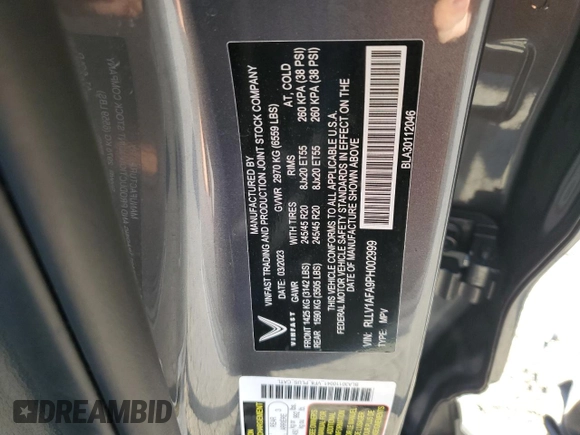 MANUFACTURED BY:
VINFAST TRADING AND PRODUCTION JOINT STOCK COMPANY
DATE: 03/2023 GVWR 2970 KG (6559 LBS)
GAWR WITH TIRES RIMS AT, COLD
FRONT 1425 KG (3142 LBS) 245/45 R20 8Jx20 ET55 260 KPA (38 PSI)
REAR 1590 KG (3505 LBS) 245/45 R20 8Jx20 ET55 260 KPA (38 PSI)
VINFAST
THIS VEHICLE CONFORMS TO ALL APPLICABLE U.S.A.
FEDERAL MOTOR VEHICLE SAFETY STANDARDS IN EFFECT ON THE
DATE OF MANUFACTURE SHOWN ABOVE.
VIN: RLLV1AFA9PH002999
TYPE: MPV BLA30112046
AUTOBIDCAR